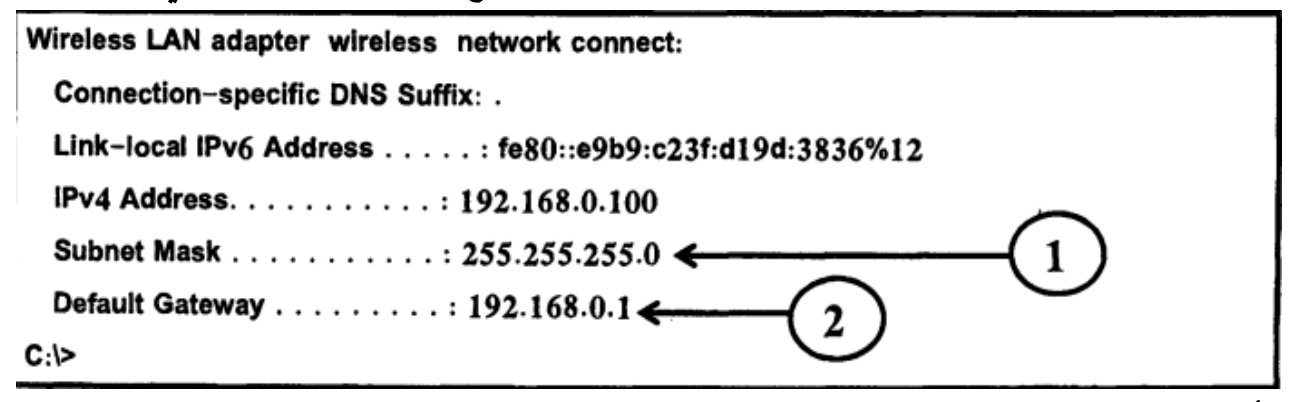 Wireless LAN adapter wireless network connect:
Connection-specific DNS Suffix: .
Link-local IPv6 Address . . . . . : fe80::e9b9:c23f:d19d:3836%12
IPv4 Address. . . . . . . . . . . : 192.168.0.100
Subnet Mask . . . . . . . . . . . : 255.255.255.0 1
Default Gateway . . . . . . . . . : 192.168.0.1 2
C:\>